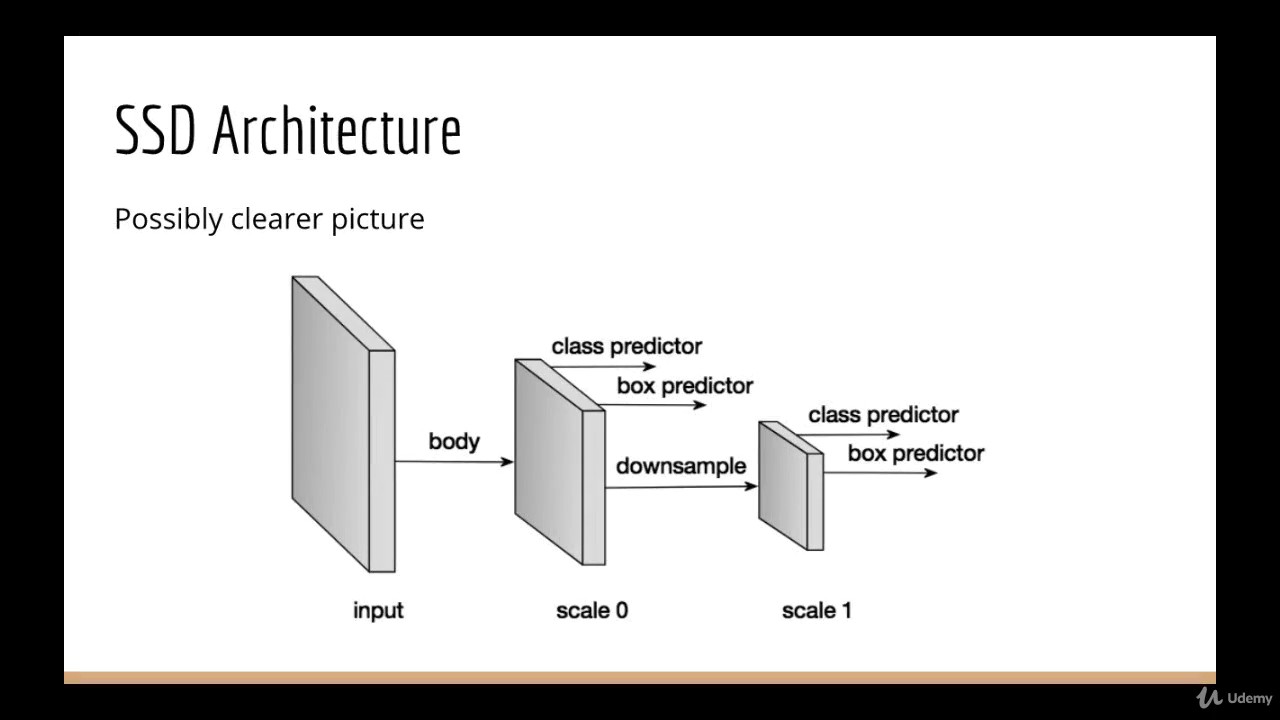 SSD Architecture
Possibly clearer picture
class predictor
box predictor
class predictor
body
box predictor
downsample
input
scale 0
scale 1
Udemy